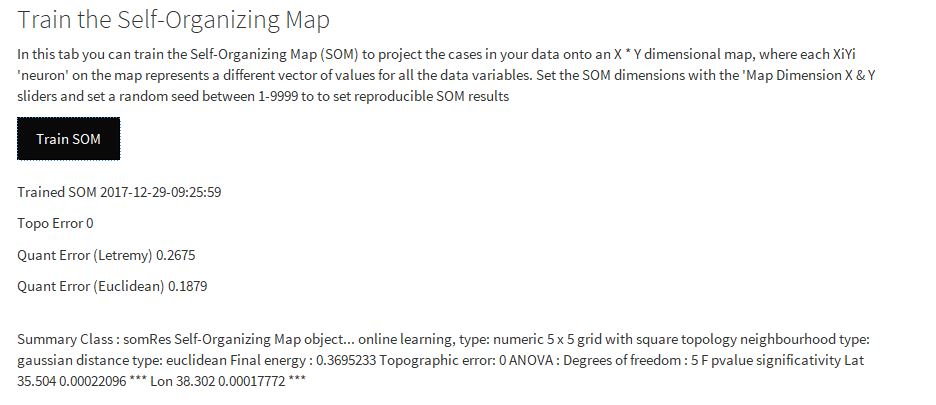 Train the Self-Organizing Map
In this tab you can train the Self-Organizing Map (SOM) to project the cases in your data onto an X * Y dimensional map, where each XiYi
'neuron' on the map represents a different vector of values for all the data variables. Set the SOM dimensions with the 'Map Dimension X & Y
sliders and set a random seed between 1-9999 to to set reproducible SOM results
Train SOM
Trained SOM 2017-12-29-09:25:59
Topo Error 0
Quant Error (Letremy) 0.2675
Quant Error (Euclidean) 0.1879
Summary Class : somRes Self-Organizing Map object... online learning, type: numeric 5 x 5 grid with square topology neighbourhood type:
gaussian distance type: euclidean Final energy : 0.3695233 Topographic error: 0 ANOVA : Degrees of freedom : 5 F pvalue significativity Lat
35.504 0.00022096 *** Lon 38.302 0.00017772 ***